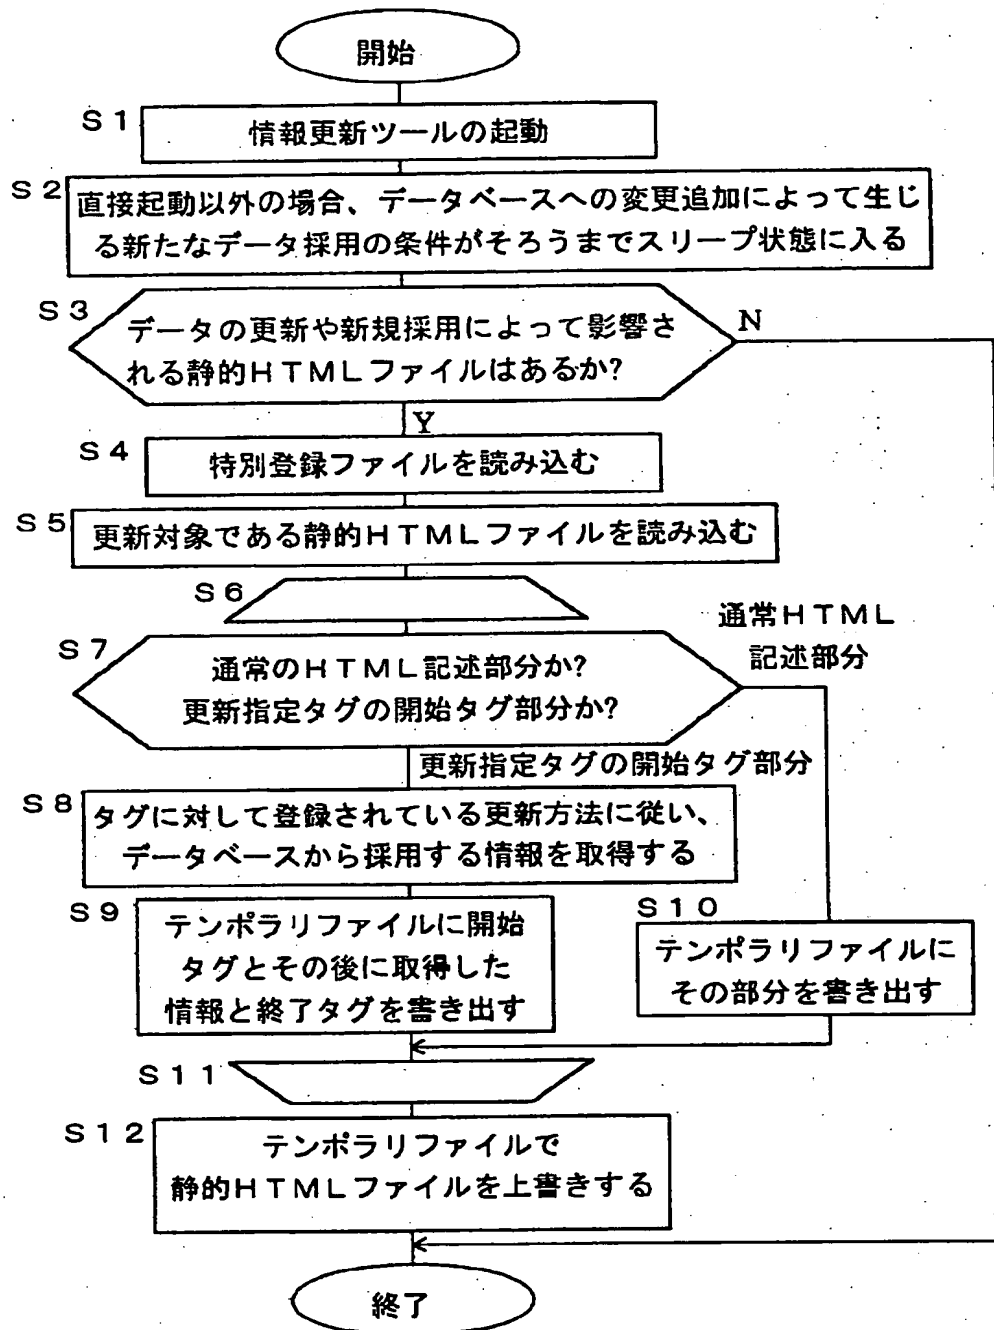 開始
S1
情報更新ツールの起動
S2
直接起動以外の場合、データベースへの変更追加によって生じ
る新たなデータ採用の条件がそろうまでスリープ状態に入る
S3
データの更新や新規採用によって影響さ
れる静的HTMLファイルはあるか?
N
Y
S4
特別登録ファイルを読み込む
S5
更新対象である静的HTMLファイルを読み込む
S6
S7
通常のHTML記述部分か?
更新指定タグの開始タグ部分か?
通常HTML
記述部分
更新指定タグの開始タグ部分
S8
タグに対して登録されている更新方法に従い、
データベースから採用する情報を取得する
S9
テンポラリファイルに開始
タグとその後に取得した
情報と終了タグを書き出す
S10
テンポラリファイルに
その部分を書き出す
S11
S12
テンポラリファイルで
静的HTMLファイルを上書きする
終了